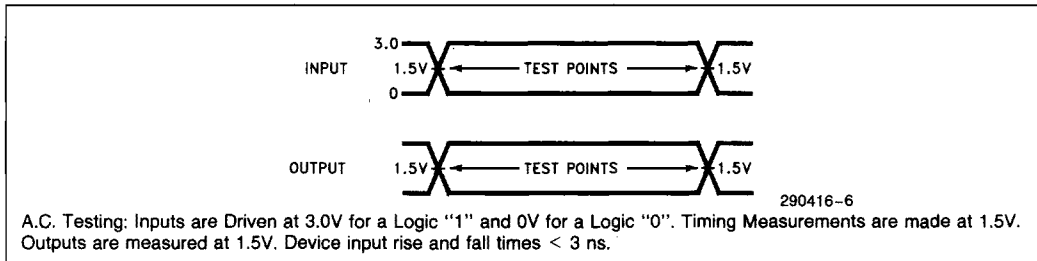 3.0
INPUT 1.5V TEST POINTS 1.5V
0
OUTPUT 1.5V TEST POINTS 1.5V
290416–6
A.C. Testing: Inputs are Driven at 3.0V for a Logic "1" and 0V for a Logic "0". Timing Measurements are made at 1.5V.
Outputs are measured at 1.5V. Device input rise and fall times < 3 ns.